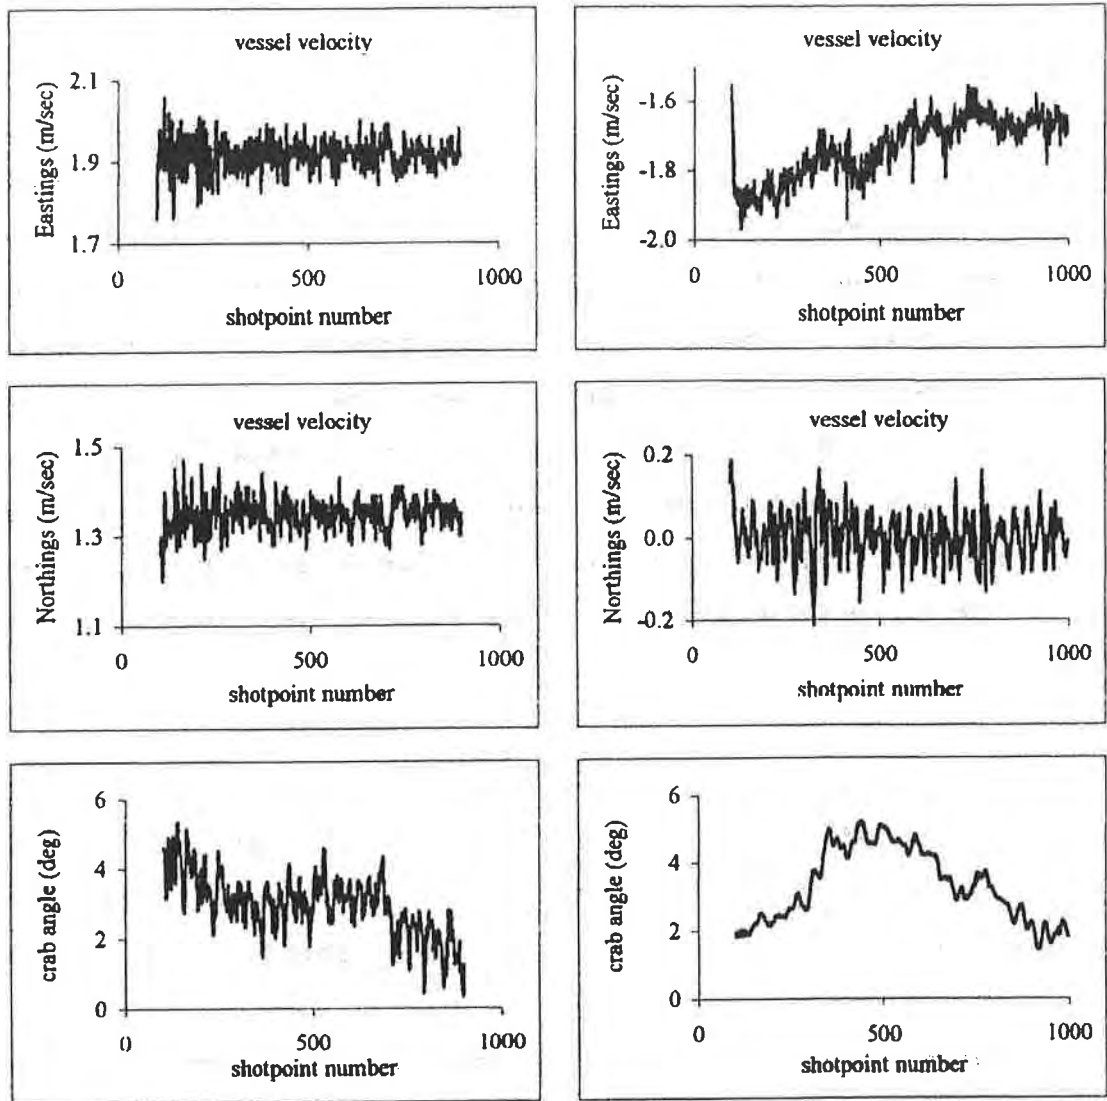 vessel velocity
Eastings (m/sec)
2.1
1.9
1.7
0
500
1000
shotpoint number
vessel velocity
Eastings (m/sec)
-1.6
-1.8
-2.0
0
500
1000
shotpoint number
vessel velocity
Northings (m/sec)
1.5
1.3
1.1
0
500
1000
shotpoint number
vessel velocity
Northings (m/sec)
0.2
0.0
-0.2
0
500
1000
shotpoint number
crab angle (deg)
6
4
2
0
0
500
1000
shotpoint number
crab angle (deg)
6
4
2
0
0
500
1000
shotpoint number